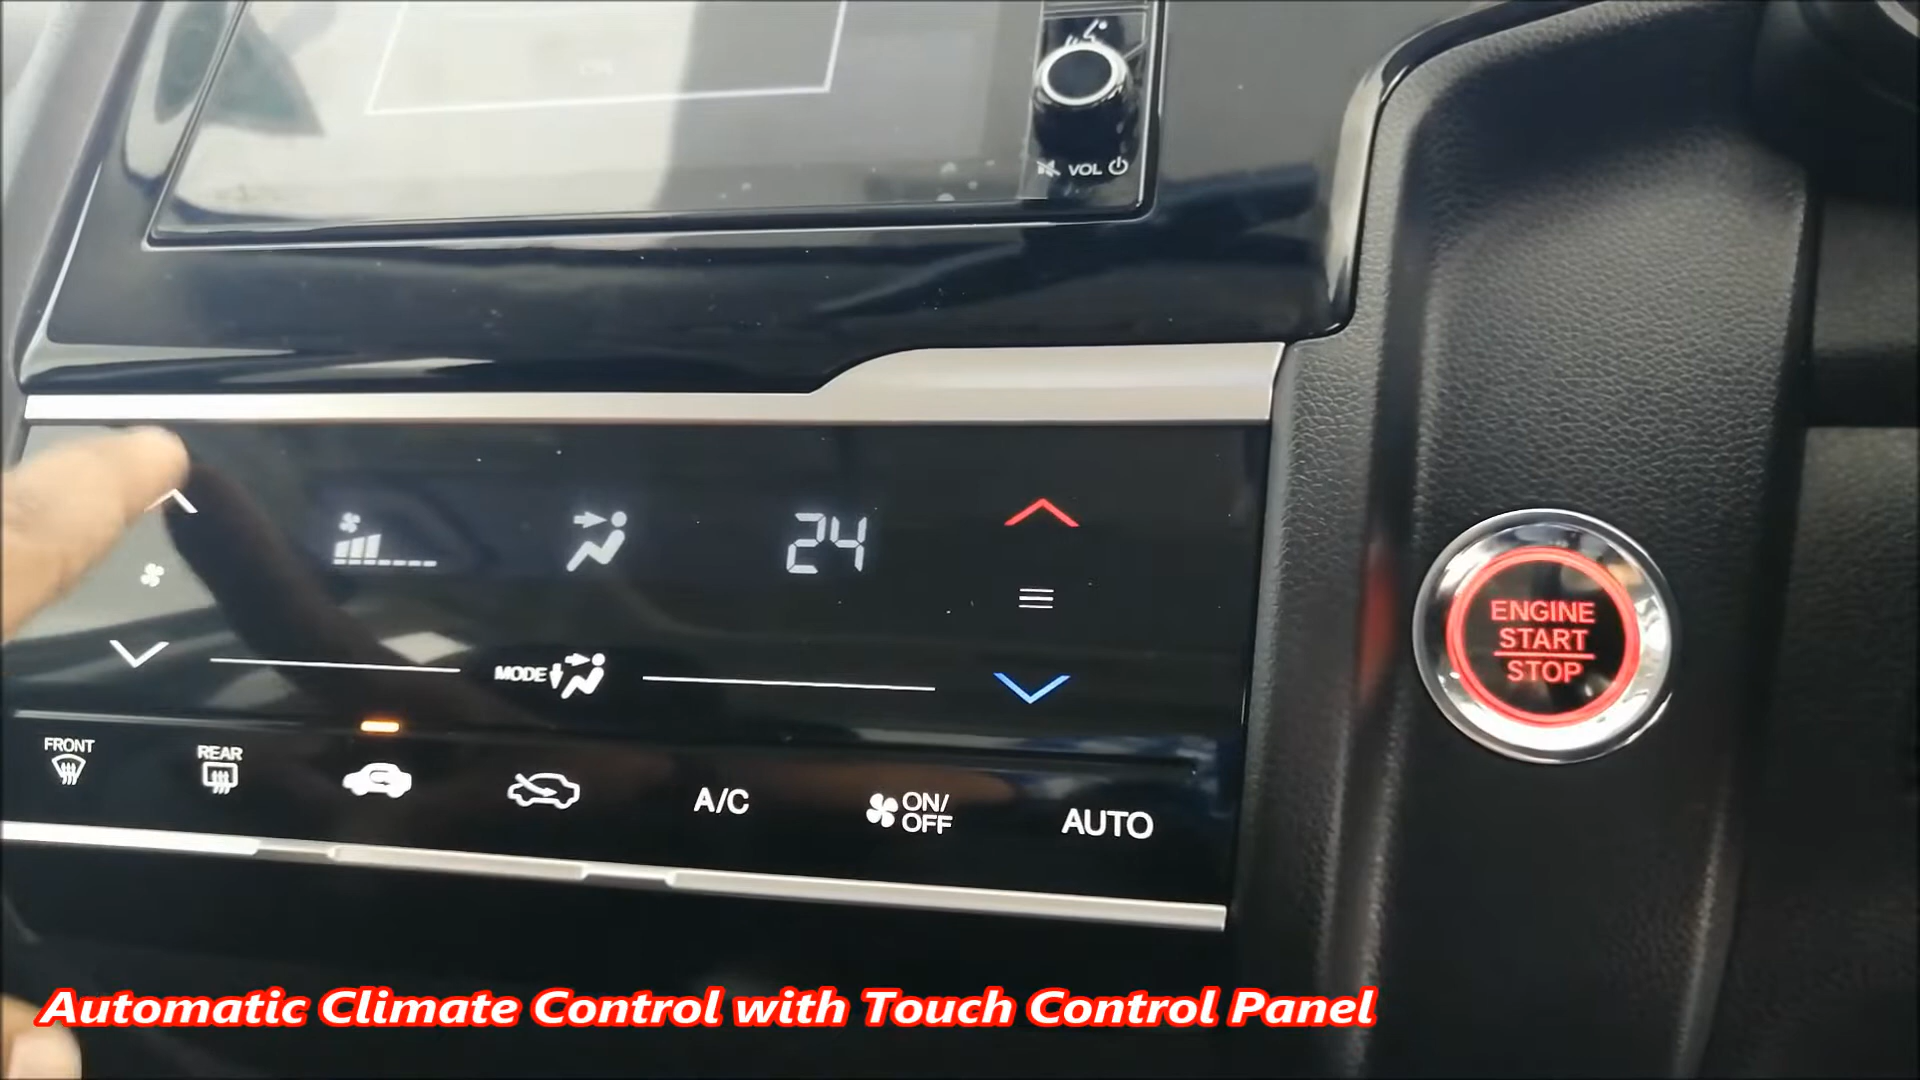 VOL
24
ENGINE
START
STOP
MODE
FRONT
REAR
A/C
ON/
OFF
AUTO
Automatic Climate Control with Touch Control Panel